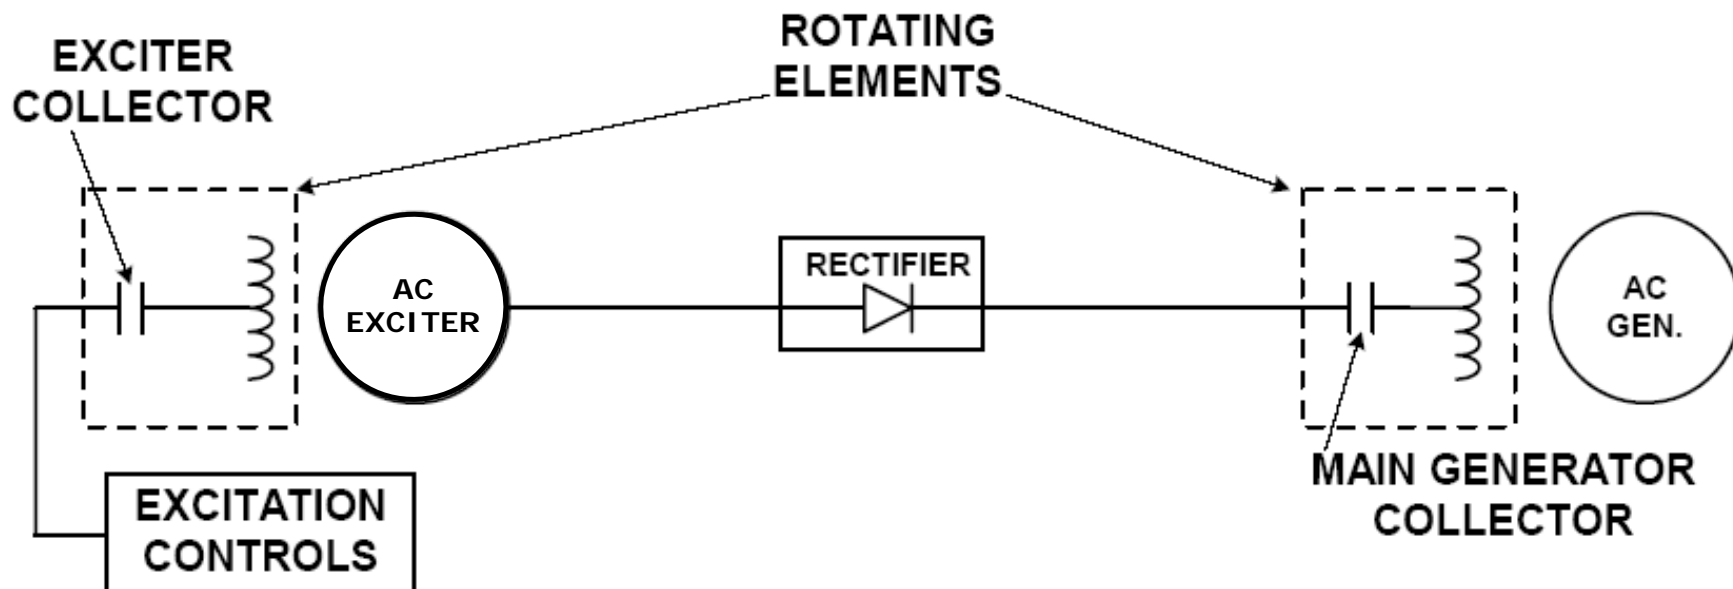 EXCITER
COLLECTOR
ROTATING
ELEMENTS
AC
EXCITER
RECTIFIER
AC
GEN.
MAIN GENERATOR
COLLECTOR
EXCITATION
CONTROLS